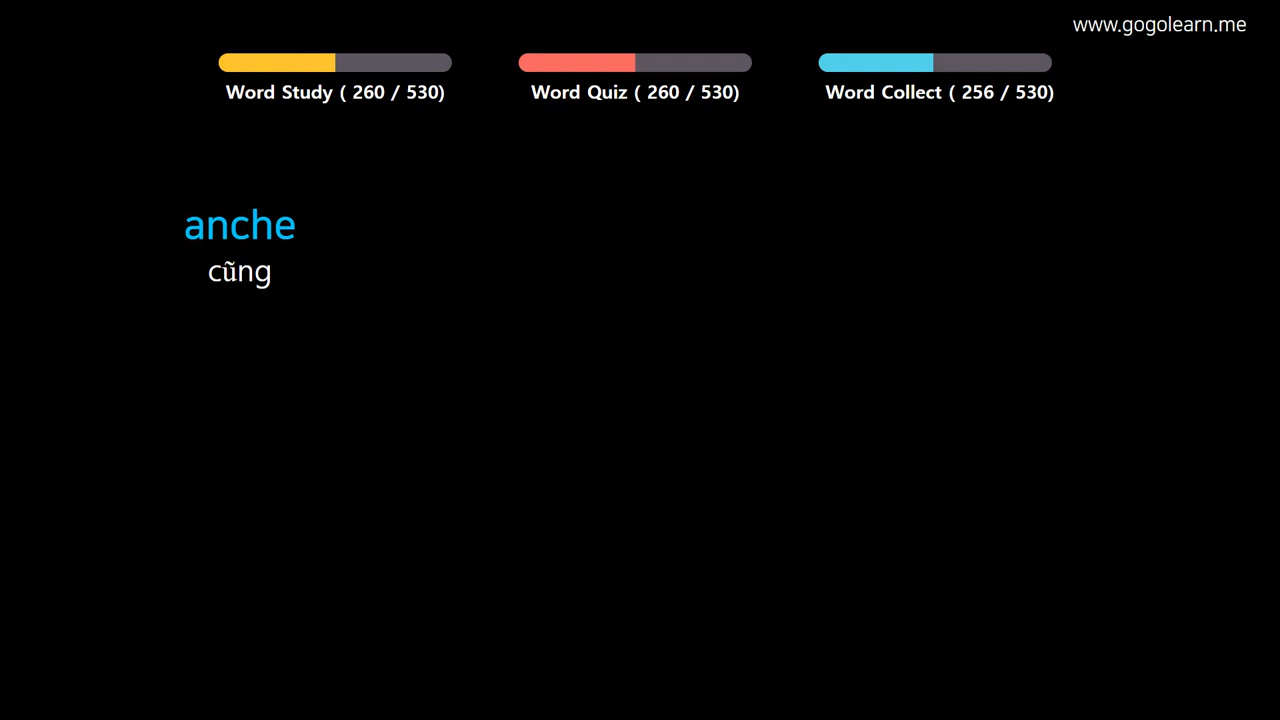 www.gogolearn.me
Word Study ( 260 / 530)
Word Quiz ( 260 / 530)
Word Collect ( 256 / 530)
anche
cũng